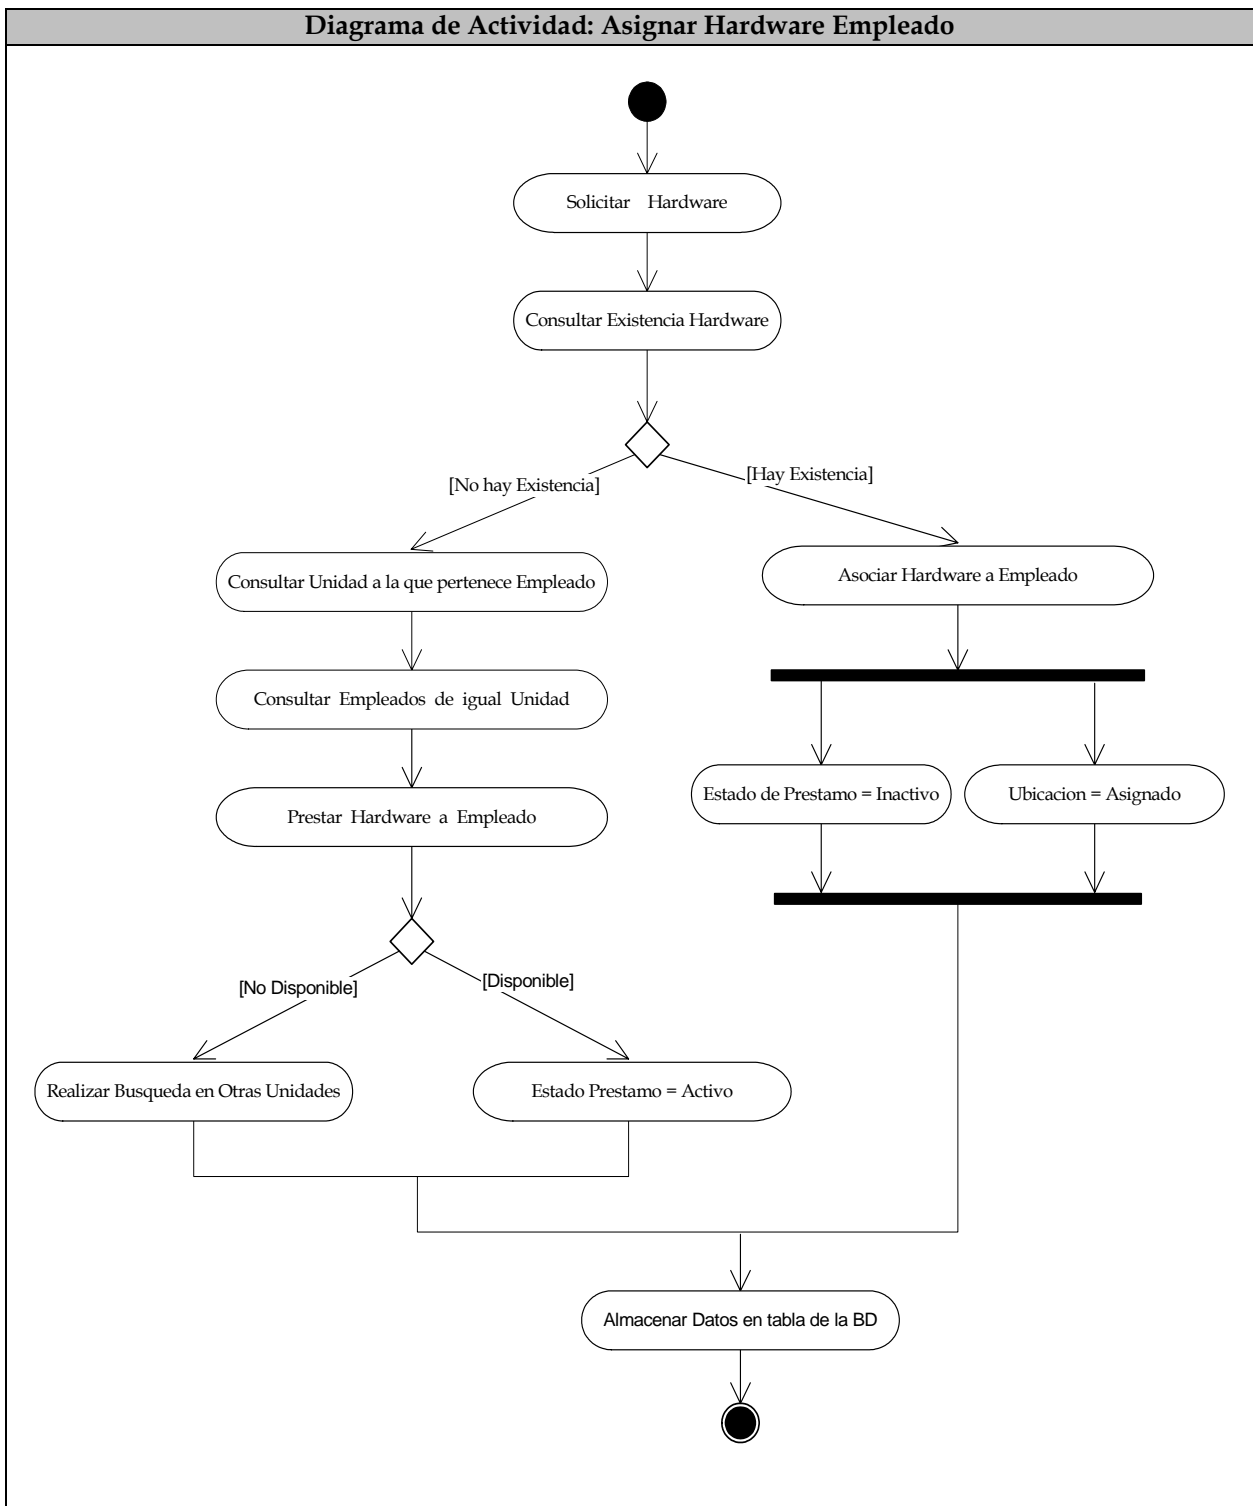 Diagrama de Actividad: Asignar Hardware Empleado
Solicitar Hardware
Consultar Existencia Hardware
[No hay Existencia]
[Hay Existencia]
Consultar Unidad a la que pertenece Empleado
Asociar Hardware a Empleado
Consultar Empleados de igual Unidad
Estado de Prestamo = Inactivo
Ubicacion = Asignado
Prestar Hardware a Empleado
[No Disponible]
[Disponible]
Realizar Busqueda en Otras Unidades
Estado Prestamo = Activo
Almacenar Datos en tabla de la BD